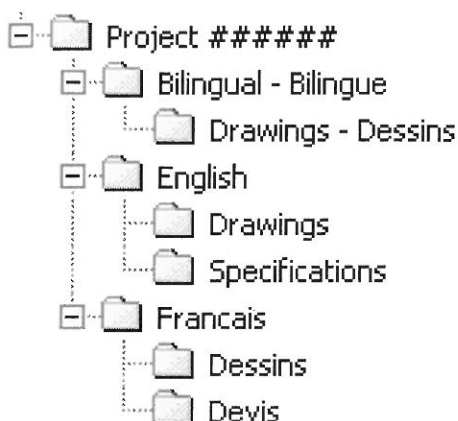 Project ######
Bilingual - Bilingue
Drawings - Dessins
English
Drawings
Specifications
Francais
Dessins
Devis